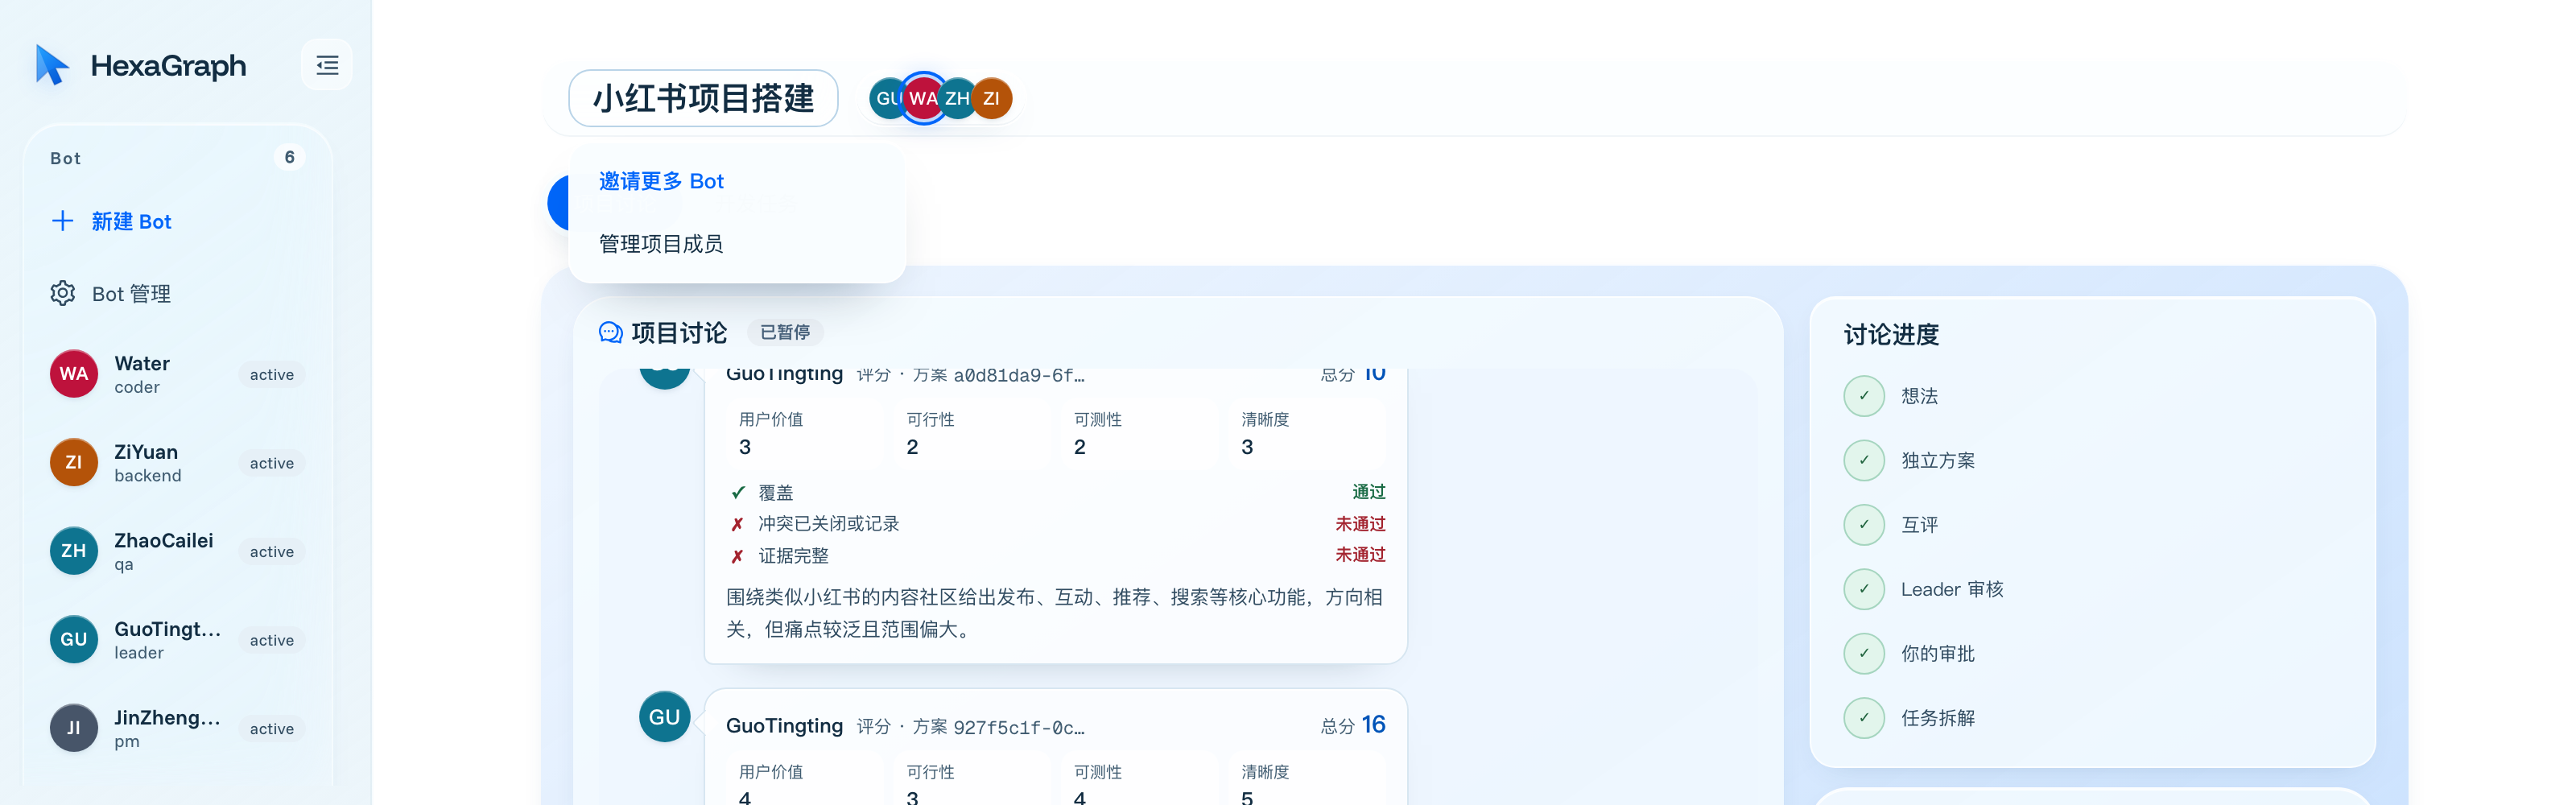 HexaGraph
Bot 6
新建 Bot
Bot 管理
WA Water active
coder
ZI ZiYuan active
backend
ZH ZhaoCailei active
qa
GU GuoTingt... active
leader
JI JinZheng... active
pm
小红书项目搭建 GU WA ZH ZI
邀请更多 Bot
管理项目成员
项目讨论 已暂停
GuoTingting 评分 · 方案 a0d81da9-6f… 总分 10
用户价值 可行性 可测性 清晰度
3 2 2 3
✓ 覆盖 通过
✗ 冲突已关闭或记录 未通过
✗ 证据完整 未通过
围绕类似小红书的内容社区给出发布、互动、推荐、搜索等核心功能，方向相
关，但痛点较泛且范围偏大。
GU GuoTingting 评分 · 方案 927f5c1f-0c… 总分 16
用户价值 可行性 可测性 清晰度
4 3 4 5
讨论进度
✓ 想法
✓ 独立方案
✓ 互评
✓ Leader 审核
✓ 你的审批
✓ 任务拆解